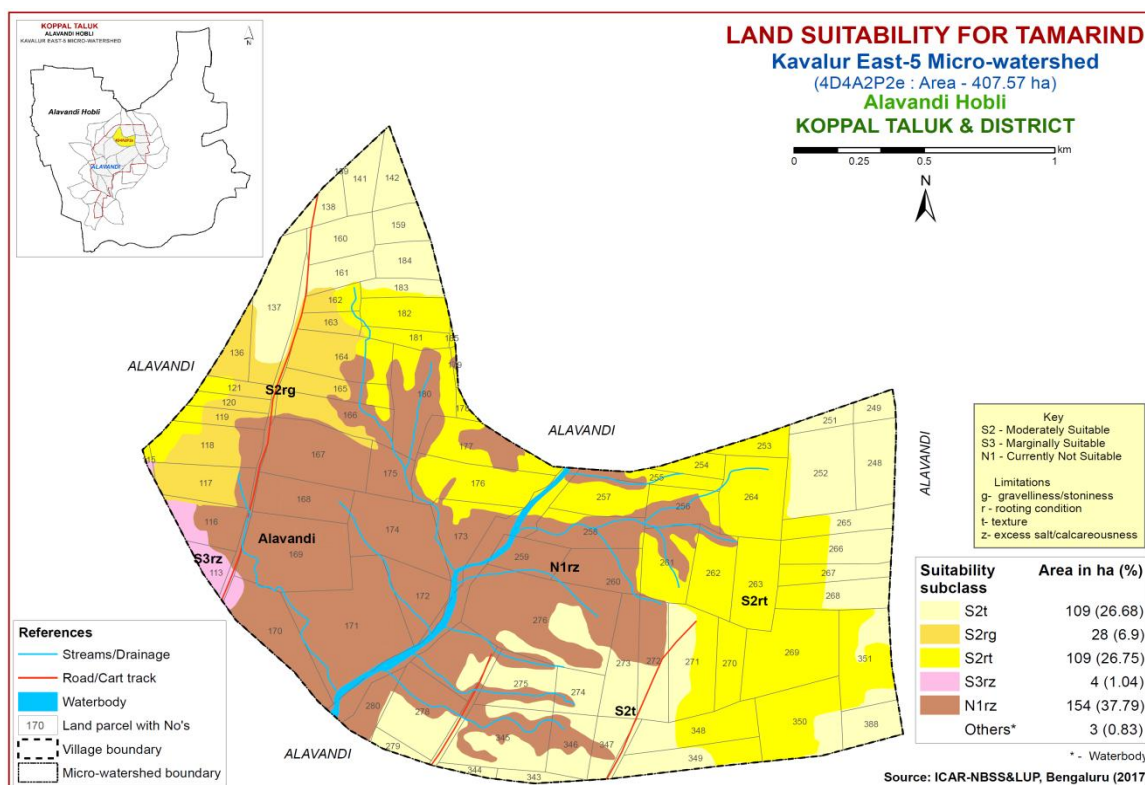 KOPPAL TALUK
ALAVANDI HOBLI
KAVALUR EAST-5 MICRO-WATERSHED
N
Alavandi Hobli
ALAVANDI
LAND SUITABILITY FOR TAMARIND
Kavalur East-5 Micro-watershed
(4D4A2P2e : Area - 407.57 ha)
Alavandi Hobli
KOPPAL TALUK & DISTRICT
km
0 0.25 0.5 1
N
139 141 142
138
160 159
161 184
183
137 162 182
163
181 185
136 164
ALAVANDI
121 S2rg 165 180
120
119 166 178
118 167 177
ALAVANDI
115
117 168 175 176
116 174 173
Alavandi
169
S3rz
113
172
170 171
249
251
253
254 252 248
255
257 264
256
258 265
259 266
N1rz 260 261 262 263 267
S2rt 268
276
273 272 271 270 269 351
275 274
S2t
280 278 350 388
348
279 345 346 347 349
344 343
ALAVANDI
ALAVANDI
Key
S2 - Moderately Suitable
S3 - Marginally Suitable
N1 - Currently Not Suitable
Limitations
g- gravelliness/stoniness
r - rooting condition
t- texture
z- excess salt/calcareousness
Suitability subclass Area in ha (%)
S2t 109 (26.68)
S2rg 28 (6.9)
S2rt 109 (26.75)
S3rz 4 (1.04)
N1rz 154 (37.79)
Others* 3 (0.83)
* - Waterbody
Source: ICAR-NBSS&LUP, Bengaluru (2017
References
Streams/Drainage
Road/Cart track
Waterbody
170 Land parcel with No's
Village boundary
Micro-watershed boundary